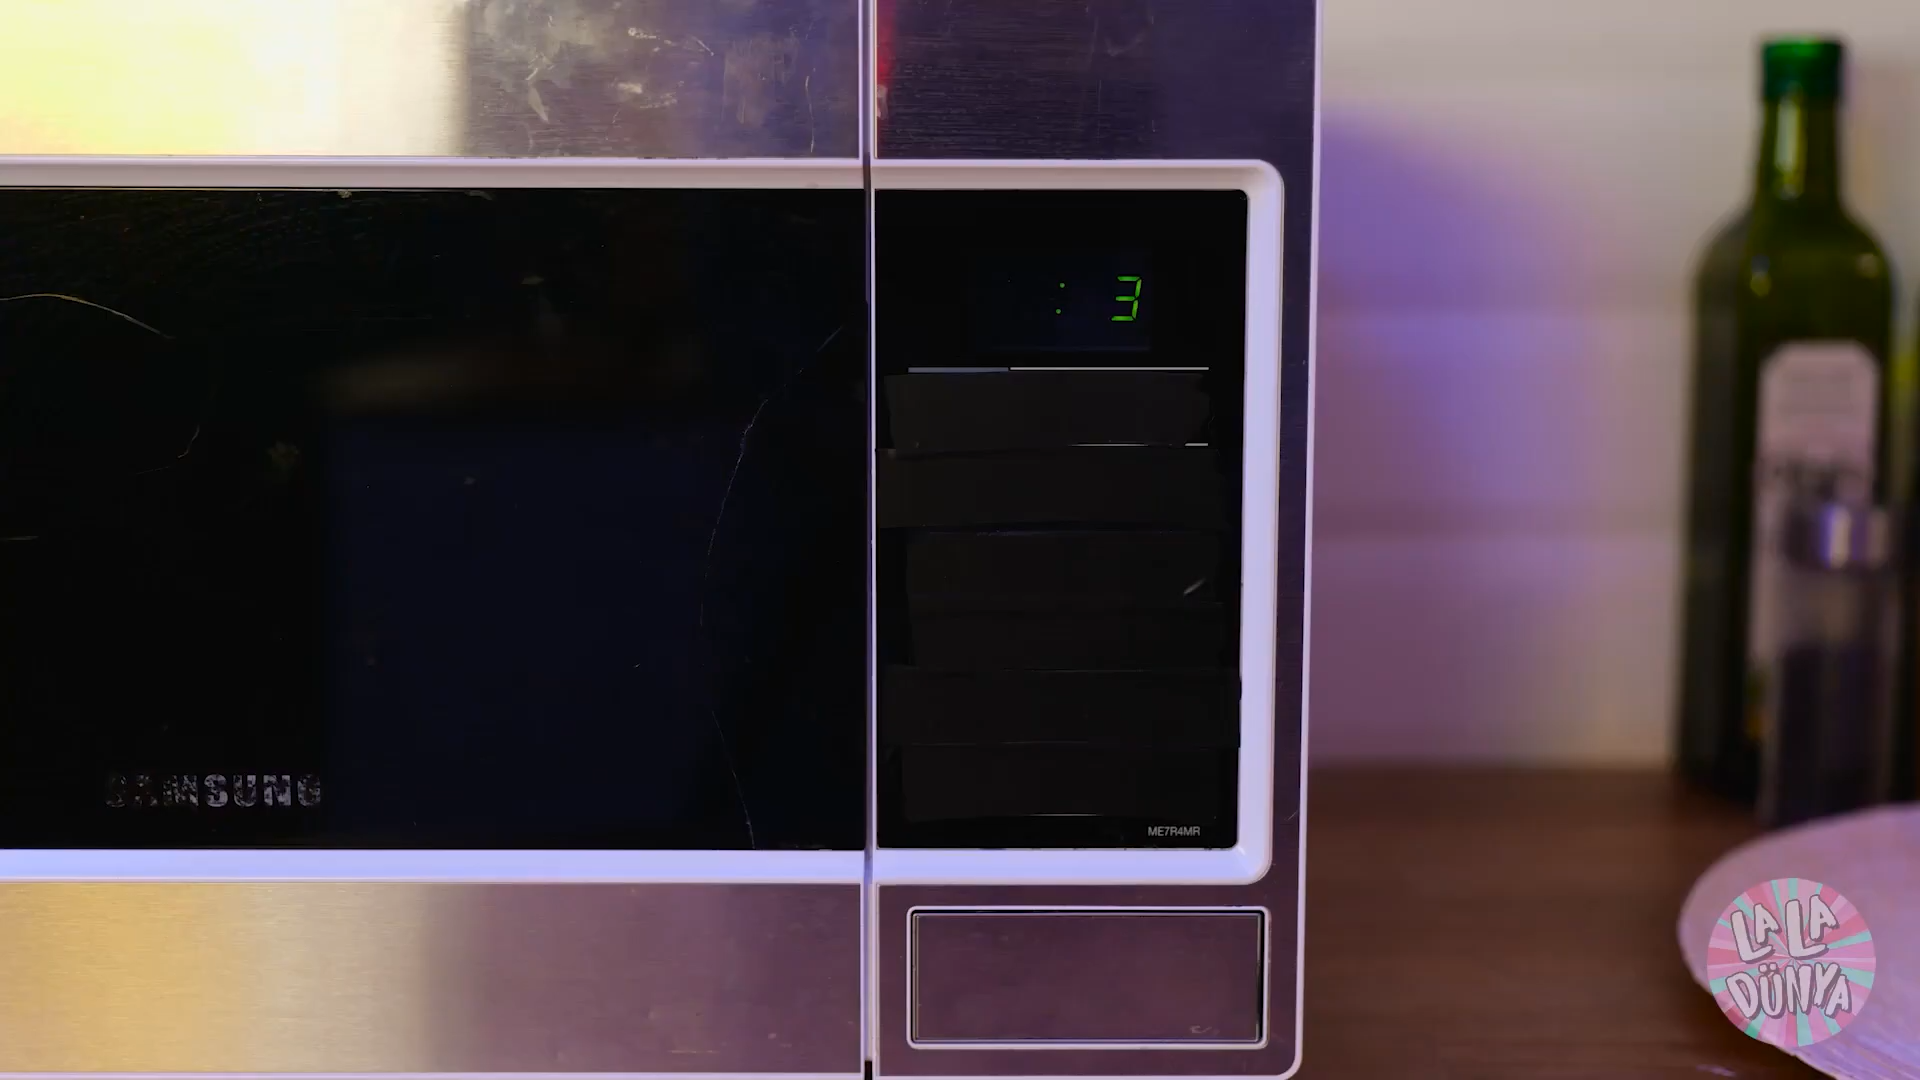 : 3
SAMSUNG
ME7R4MR
LA LA
DÜNYA